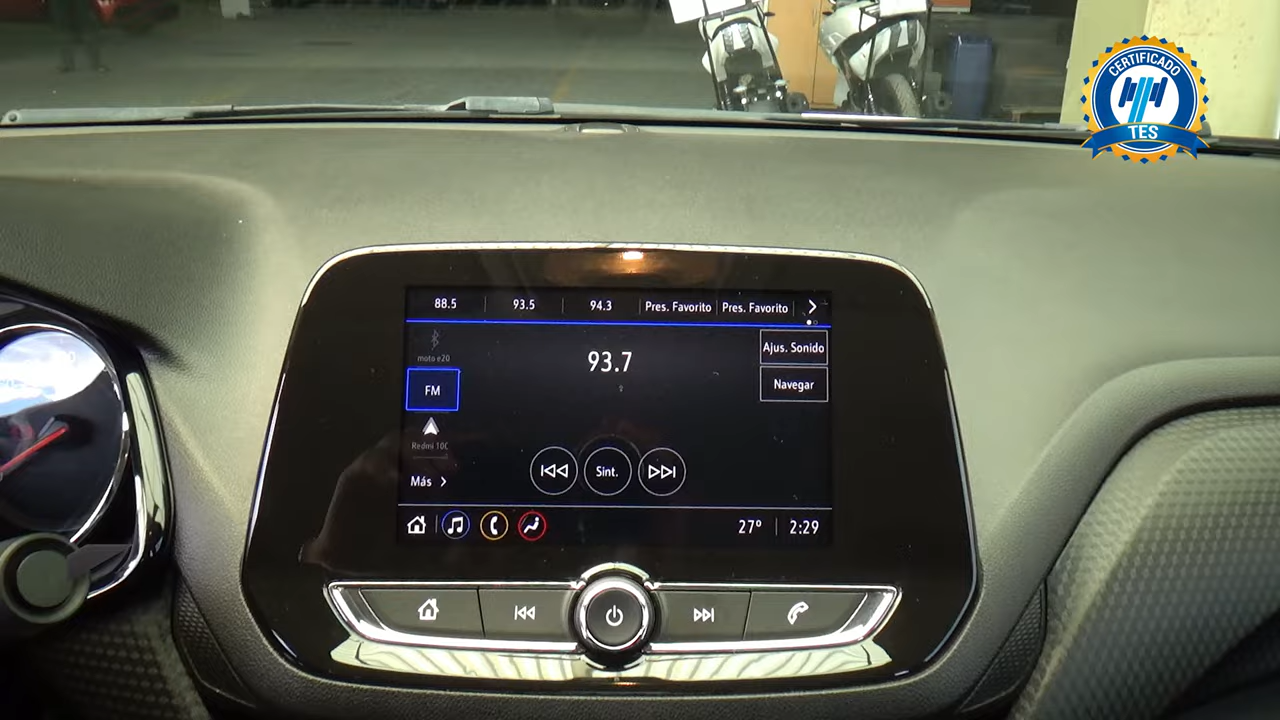 CERTIFICADO
TES
88.5 93.5 94.3 Pres. Favorito Pres. Favorito
moto e20
93.7
Ajus. Sonido
FM
Navegar
Redmi 10C
Sint.
Más
27° 2:29